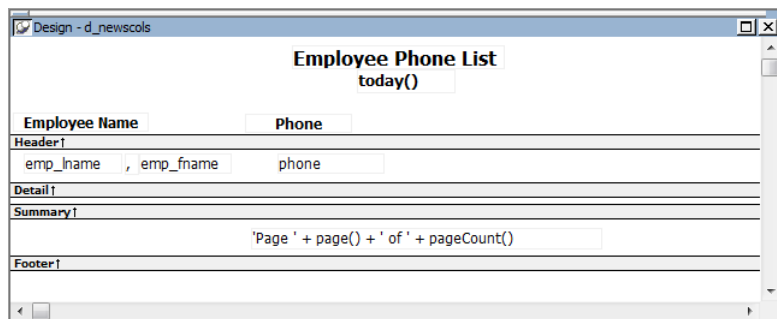 Design - d_newscols
Employee Phone List
today()
Employee Name Phone
Header↑
emp_lname , emp_fname phone
Detail↑
Summary↑
'Page ' + page() + ' of ' + pageCount()
Footer↑